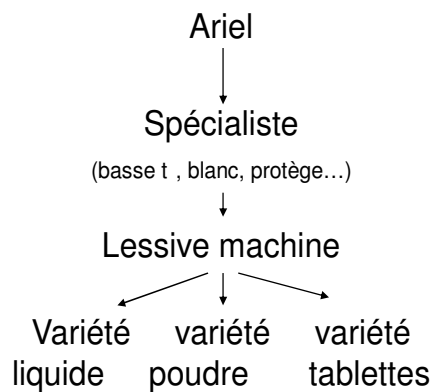 Ariel
Spécialiste
(basse t , blanc, protège…)
Lessive machine
Variété variété variété
liquide poudre tablettes